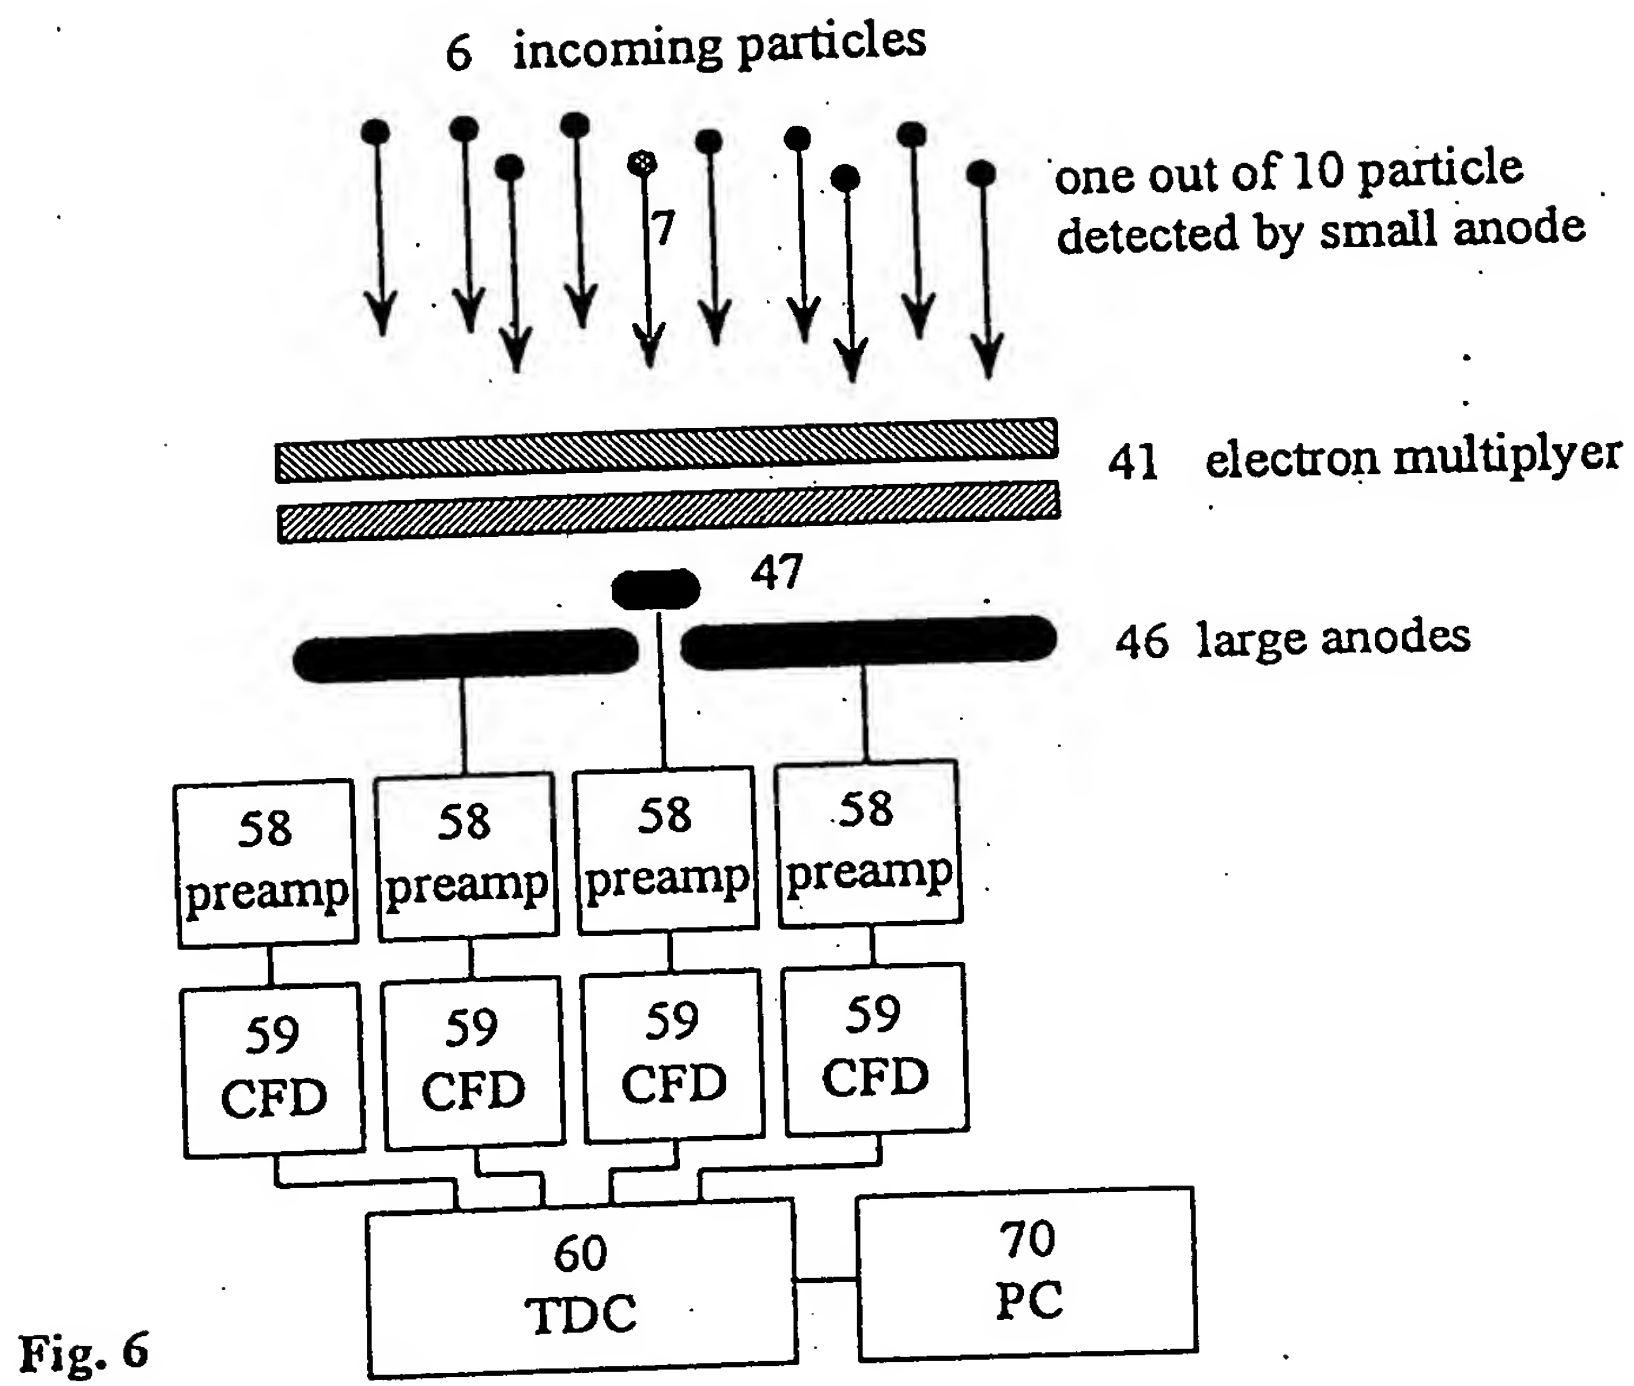 6 incoming particles
one out of 10 particle
detected by small anode
7
41 electron multiplyer
47
46 large anodes
58
preamp
58
preamp
58
preamp
58
preamp
59
CFD
59
CFD
59
CFD
59
CFD
60
TDC
70
PC
Fig. 6